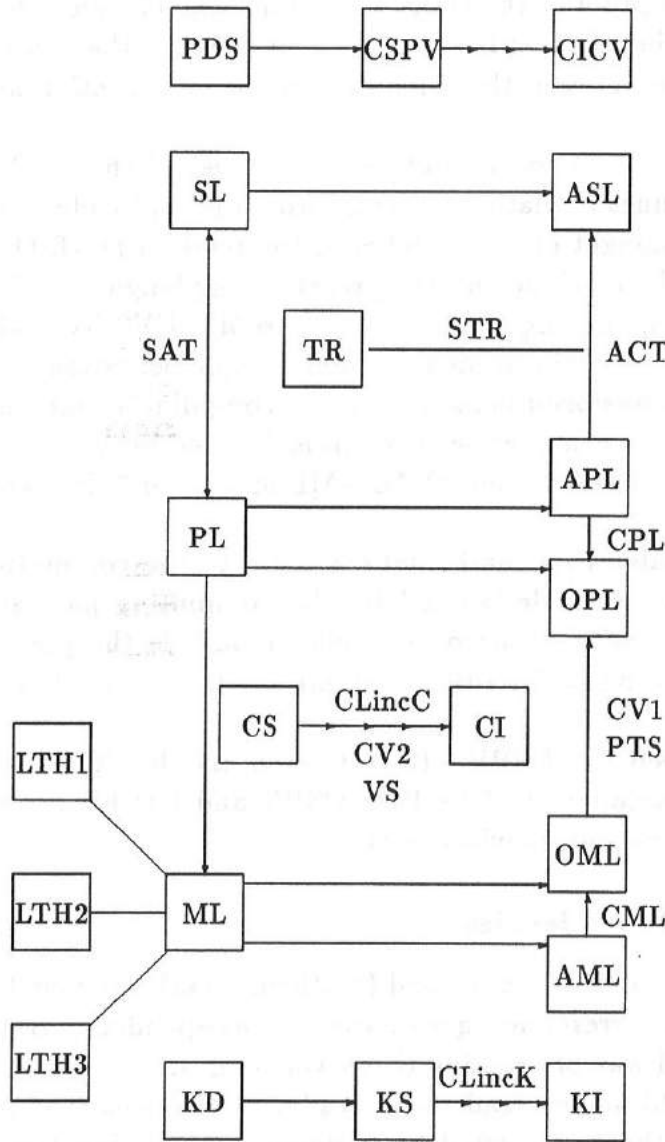 PDS CSPV CICV
SL ASL
SAT TR STR ACT
APL
PL CPL
OPL
CS CLincC CI CV1
CV2 PTS
VS
LTH1
OML
LTH2 ML CML
AML
LTH3
KD KS CLincK KI